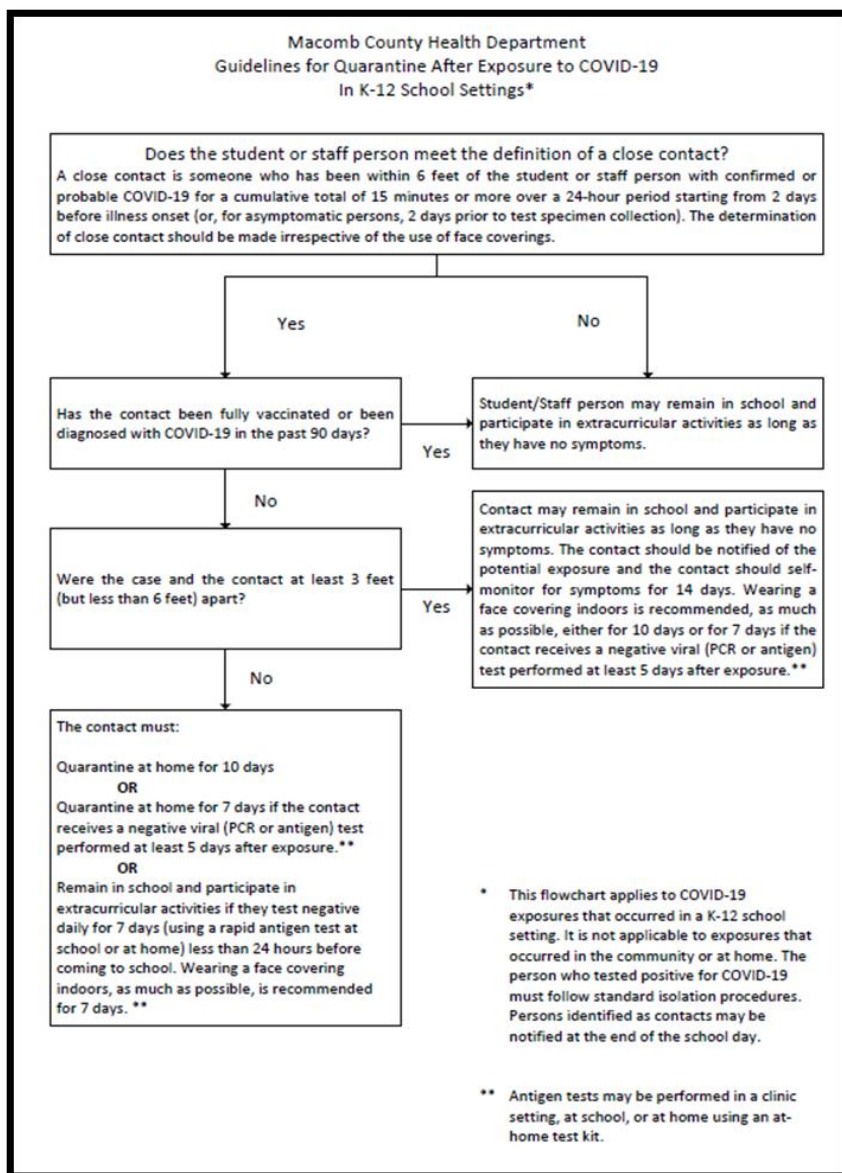 Macomb County Health Department
Guidelines for Quarantine After Exposure to COVID-19
In K-12 School Settings*
Does the student or staff person meet the definition of a close contact?
A close contact is someone who has been within 6 feet of the student or staff person with confirmed or
probable COVID-19 for a cumulative total of 15 minutes or more over a 24-hour period starting from 2 days
before illness onset (or, for asymptomatic persons, 2 days prior to test specimen collection). The determination
of close contact should be made irrespective of the use of face coverings.
Yes
No
Has the contact been fully vaccinated or been
diagnosed with COVID-19 in the past 90 days?
Yes
Student/Staff person may remain in school and
participate in extracurricular activities as long as
they have no symptoms.
No
Were the case and the contact at least 3 feet
(but less than 6 feet) apart?
Yes
Contact may remain in school and participate in
extracurricular activities as long as they have no
symptoms. The contact should be notified of the
potential exposure and the contact should self-
monitor for symptoms for 14 days. Wearing a
face covering indoors is recommended, as much
as possible, either for 10 days or for 7 days if the
contact receives a negative viral (PCR or antigen)
test performed at least 5 days after exposure.**
No
The contact must:
Quarantine at home for 10 days
OR
Quarantine at home for 7 days if the contact
receives a negative viral (PCR or antigen) test
performed at least 5 days after exposure.**
OR
Remain in school and participate in
extracurricular activities if they test negative
daily for 7 days (using a rapid antigen test at
school or at home) less than 24 hours before
coming to school. Wearing a face covering
indoors, as much as possible, is recommended
for 7 days. **
* This flowchart applies to COVID-19
exposures that occurred in a K-12 school
setting. It is not applicable to exposures that
occurred in the community or at home. The
person who tested positive for COVID-19
must follow standard isolation procedures.
Persons identified as contacts may be
notified at the end of the school day.
** Antigen tests may be performed in a clinic
setting, at school, or at home using an at-
home test kit.